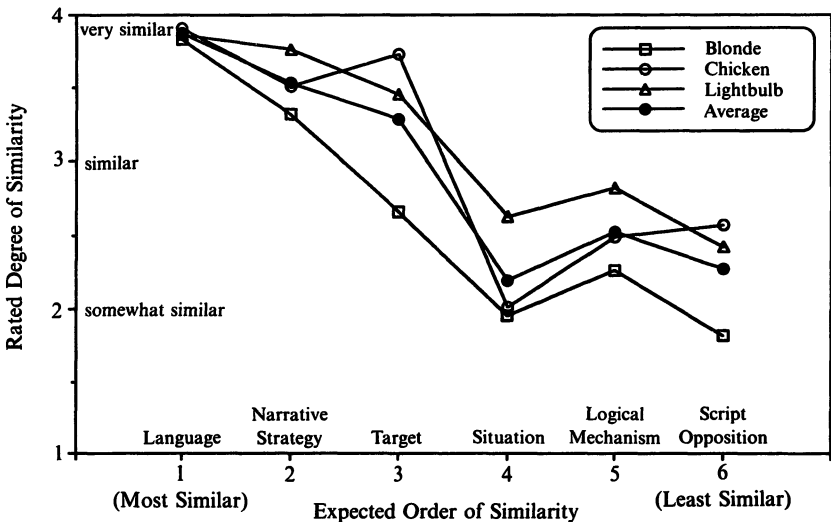 4
very similar
Blonde
Chicken
Lightbulb
Average
Rated Degree of Similarity
3
similar
2
somewhat similar
Language
Narrative
Strategy
Target
Situation
Logical
Mechanism
Script
Opposition
1
1
2
3
4
5
6
(Most Similar)
Expected Order of Similarity
(Least Similar)